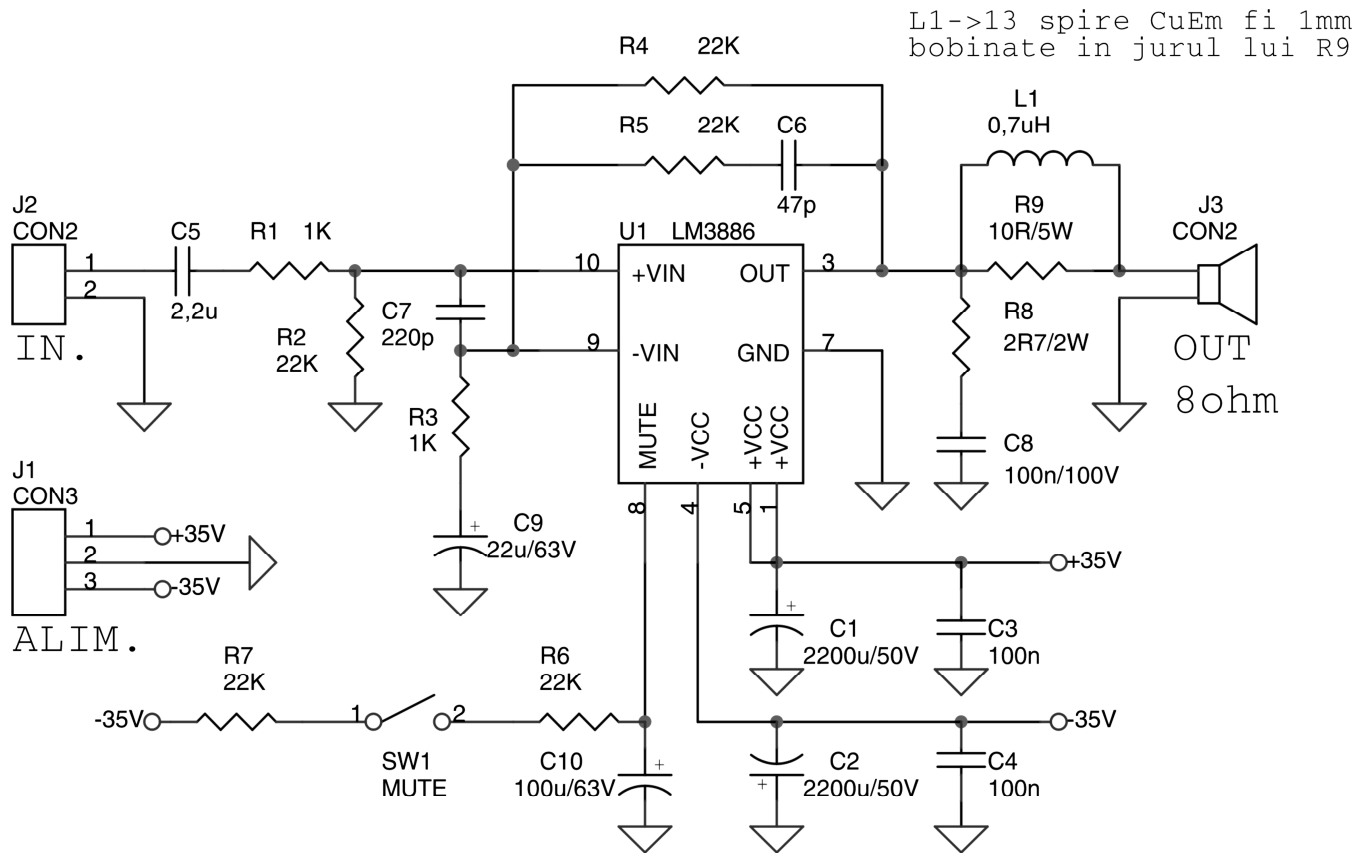 L1->13 spire CuEm fi 1mm
bobinate in jurul lui R9
R4 22K
R5 22K C6
47p
L1
0,7uH
J2
CON2
1
2
IN.
C5
2,2u
R1 1K
R2
22K
C7
220p
R3
1K
C9
+
22u/63V
U1 LM3886
10 +VIN
9 -VIN
OUT 3
GND 7
MUTE
-VCC
+VCC
+VCC
8
4
5
1
R9
10R/5W
R8
2R7/2W
C8
100n/100V
J3
CON2
OUT
8ohm
J1
CON3
1 +35V
2
3 -35V
ALIM.
+35V
+
C1
2200u/50V
C3
100n
R7
22K
-35V
1
2
SW1
MUTE
R6
22K
C10
+
100u/63V
-35V
C2
+
2200u/50V
C4
100n